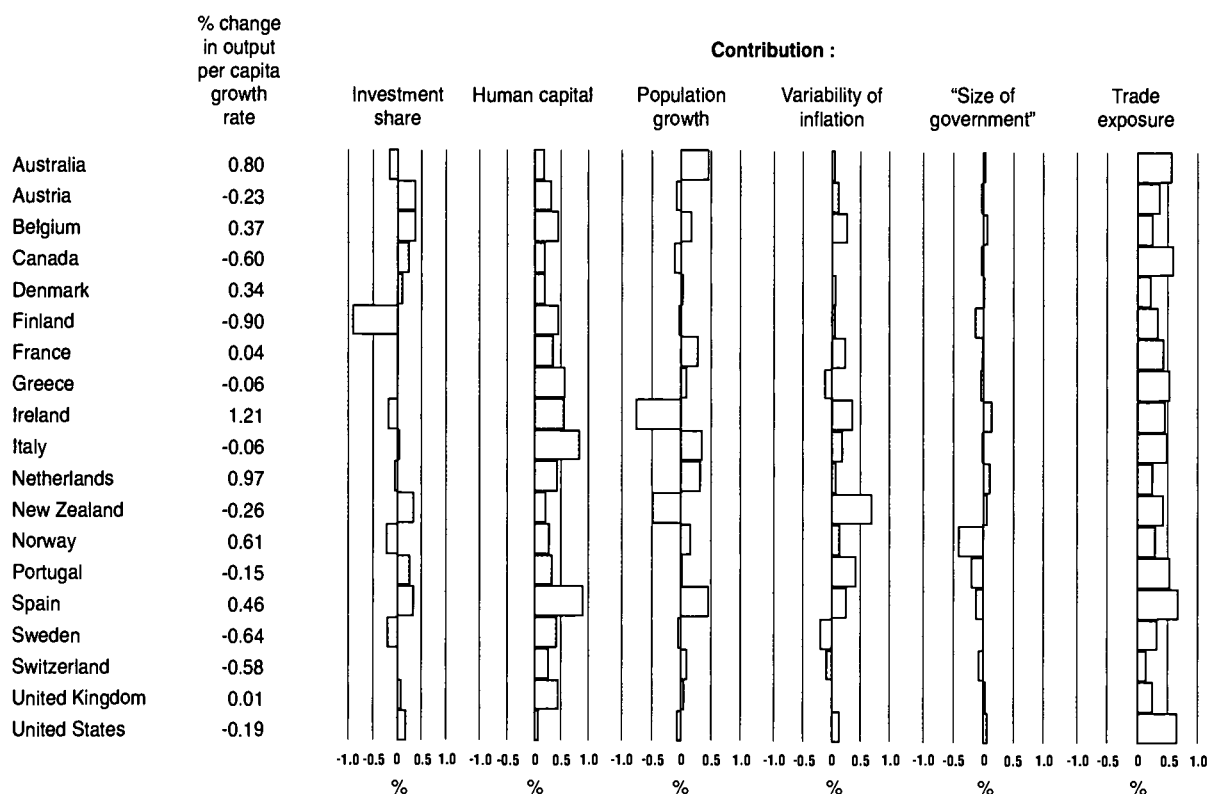 % change
in output
per capita
growth
rate
Contribution :
Investment
share
Human capital
Population
growth
Variability of
inflation
"Size of
government"
Trade
exposure
Australia 0.80
Austria -0.23
Belgium 0.37
Canada -0.60
Denmark 0.34
Finland -0.90
France 0.04
Greece -0.06
Ireland 1.21
Italy -0.06
Netherlands 0.97
New Zealand -0.26
Norway 0.61
Portugal -0.15
Spain 0.46
Sweden -0.64
Switzerland -0.58
United Kingdom 0.01
United States -0.19
-1.0 -0.5 0 0.5 1.0 -1.0 -0.5 0 0.5 1.0 -1.0 -0.5 0 0.5 1.0 -1.0 -0.5 0 0.5 1.0 -1.0 -0.5 0 0.5 1.0 -1.0 -0.5 0 0.5 1.0
% % % % % %